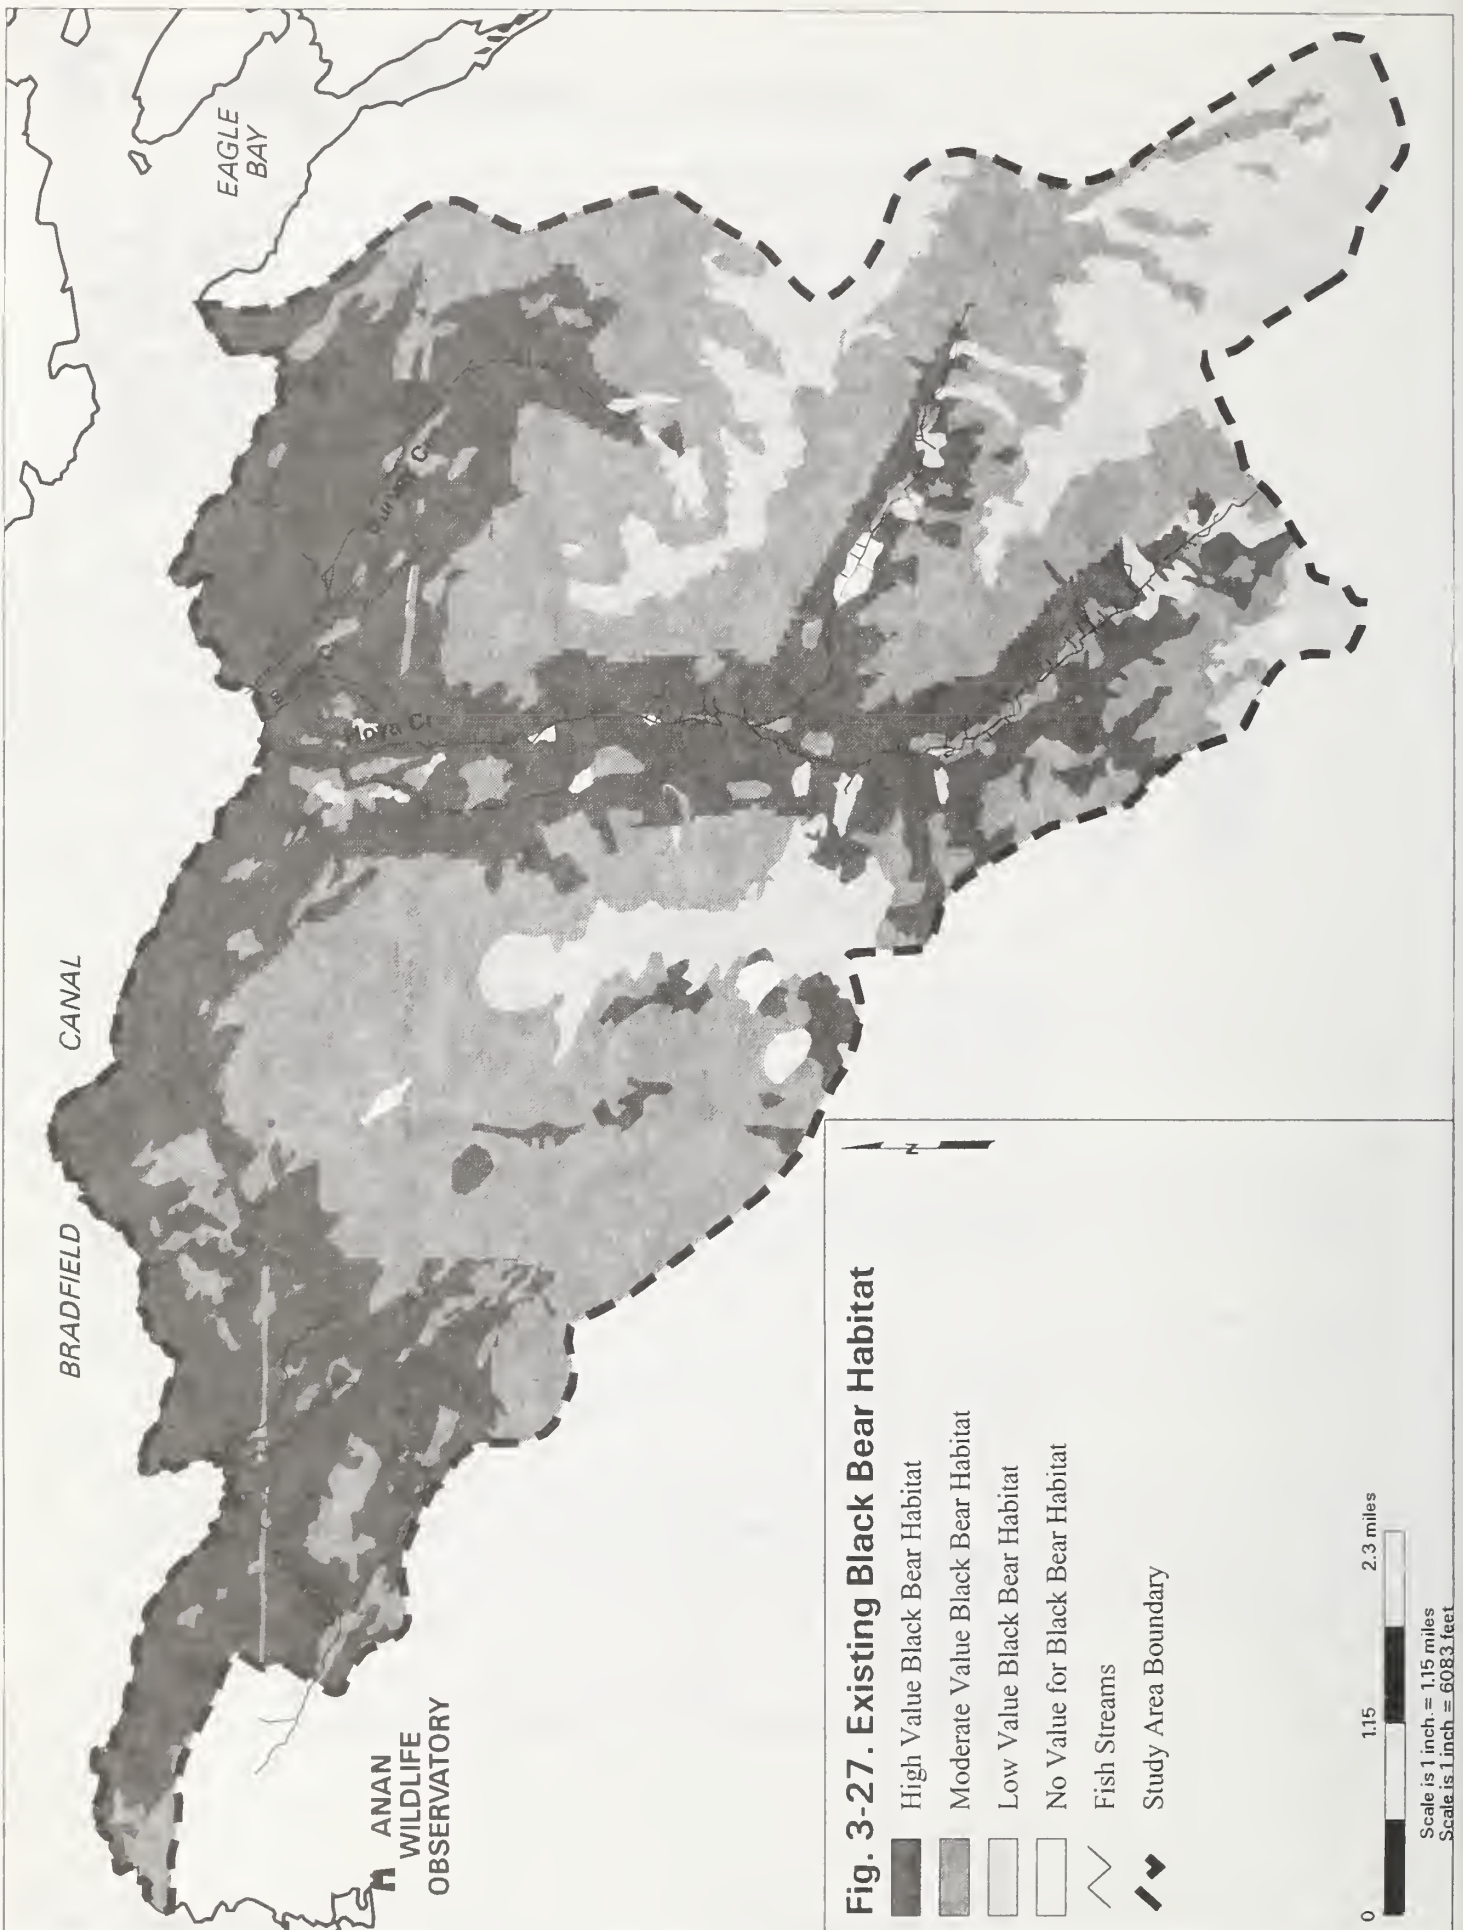 BRADFIELD CANAL
EAGLE
BAY
Hoya Cr
Cr
ANAN
WILDLIFE
OBSERVATORY
N
Fig. 3-27. Existing Black Bear Habitat
High Value Black Bear Habitat
Moderate Value Black Bear Habitat
Low Value Black Bear Habitat
No Value for Black Bear Habitat
Fish Streams
Study Area Boundary
0 1.15 2.3 miles
Scale is 1 inch. = 1.15 miles
Scale is 1 inch = 6083 feet